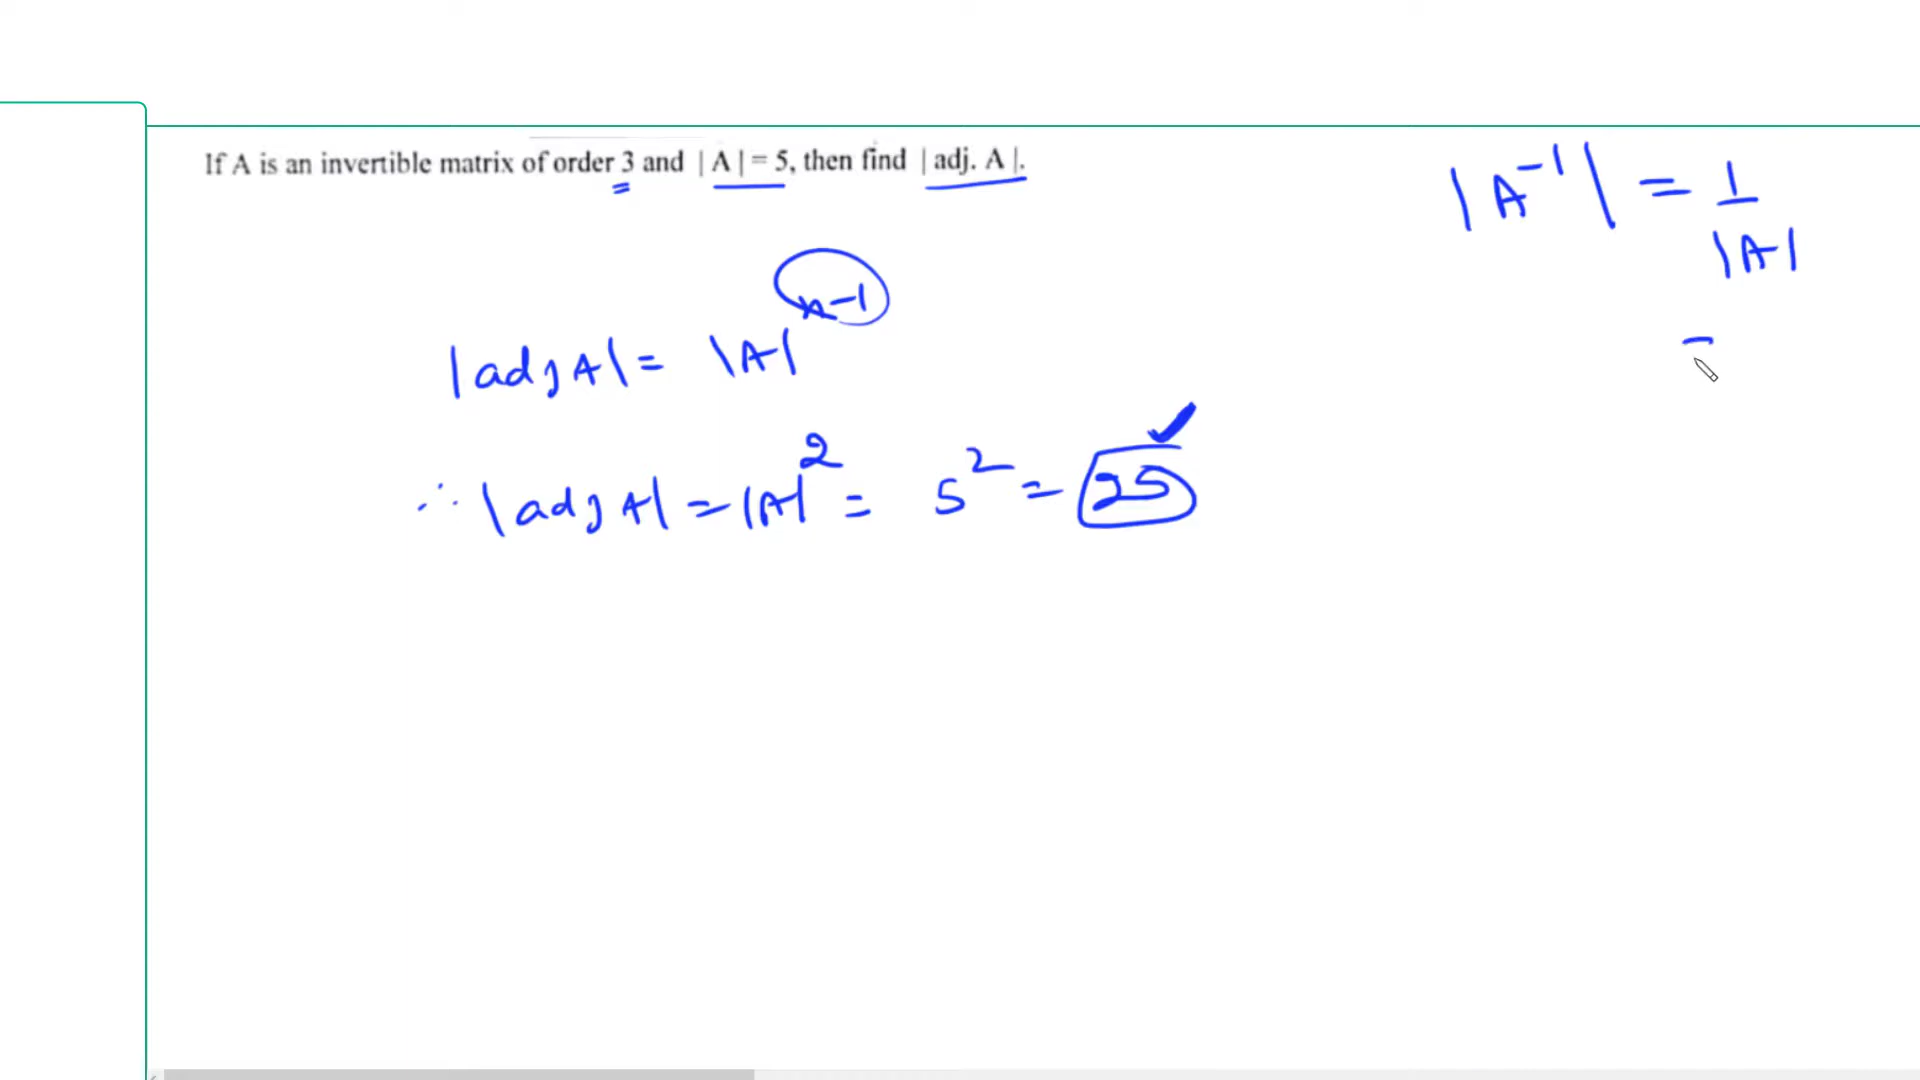 If A is an invertible matrix of order 3 and | A | = 5, then find | adj. A |.
|A⁻¹| = 1/|A|
=
|adj A| = |A|ⁿ⁻¹
∴ |adj A| = |A|² = 5² = 25 ✓